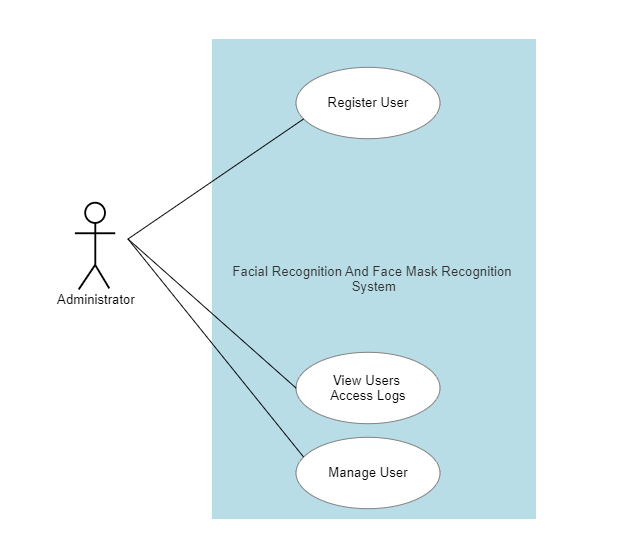 Register User
Facial Recognition And Face Mask Recognition
System
Administrator
View Users
Access Logs
Manage User